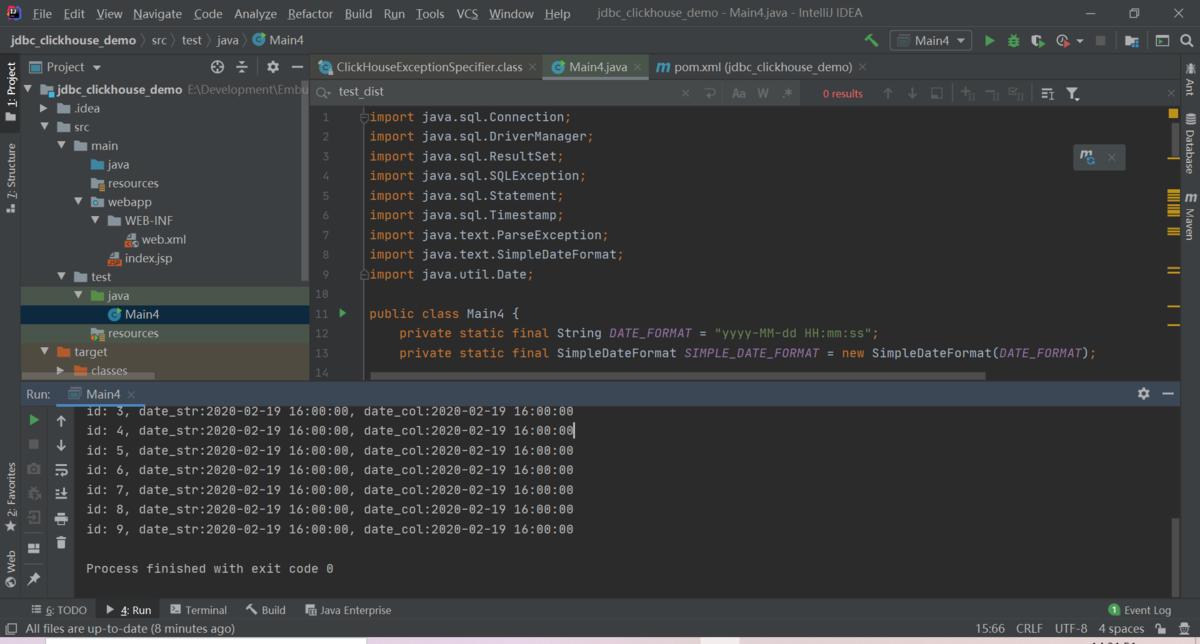 File Edit View Navigate Code Analyze Refactor Build Run Tools VCS Window Help jdbc_clickhouse_demo - Main4.java - IntelliJ IDEA
jdbc_clickhouse_demo src test java Main4 Main4
1: Project
7: Structure
2: Favorites
Web
Project
jdbc_clickhouse_demo E:\Development\Embu
.idea
src
main
java
resources
webapp
WEB-INF
web.xml
index.jsp
test
java
Main4
resources
target
classes
ClickHouseExceptionSpecifier.class Main4.java pom.xml (jdbc_clickhouse_demo)
test_dist Aa W .* 0 results
1 import java.sql.Connection;
2 import java.sql.DriverManager;
3 import java.sql.ResultSet;
4 import java.sql.SQLException;
5 import java.sql.Statement;
6 import java.sql.Timestamp;
7 import java.text.ParseException;
8 import java.text.SimpleDateFormat;
9 import java.util.Date;
10
11 public class Main4 {
12 private static final String DATE_FORMAT = "yyyy-MM-dd HH:mm:ss";
13 private static final SimpleDateFormat SIMPLE_DATE_FORMAT = new SimpleDateFormat(DATE_FORMAT);
14
Ant
Database
Maven
Run: Main4
id: 3, date_str:2020-02-19 16:00:00, date_col:2020-02-19 16:00:00
id: 4, date_str:2020-02-19 16:00:00, date_col:2020-02-19 16:00:00
id: 5, date_str:2020-02-19 16:00:00, date_col:2020-02-19 16:00:00
id: 6, date_str:2020-02-19 16:00:00, date_col:2020-02-19 16:00:00
id: 7, date_str:2020-02-19 16:00:00, date_col:2020-02-19 16:00:00
id: 8, date_str:2020-02-19 16:00:00, date_col:2020-02-19 16:00:00
id: 9, date_str:2020-02-19 16:00:00, date_col:2020-02-19 16:00:00
Process finished with exit code 0
6: TODO 4: Run Terminal Build Java Enterprise 1 Event Log
All files are up-to-date (8 minutes ago) 15:66 CRLF UTF-8 4 spaces